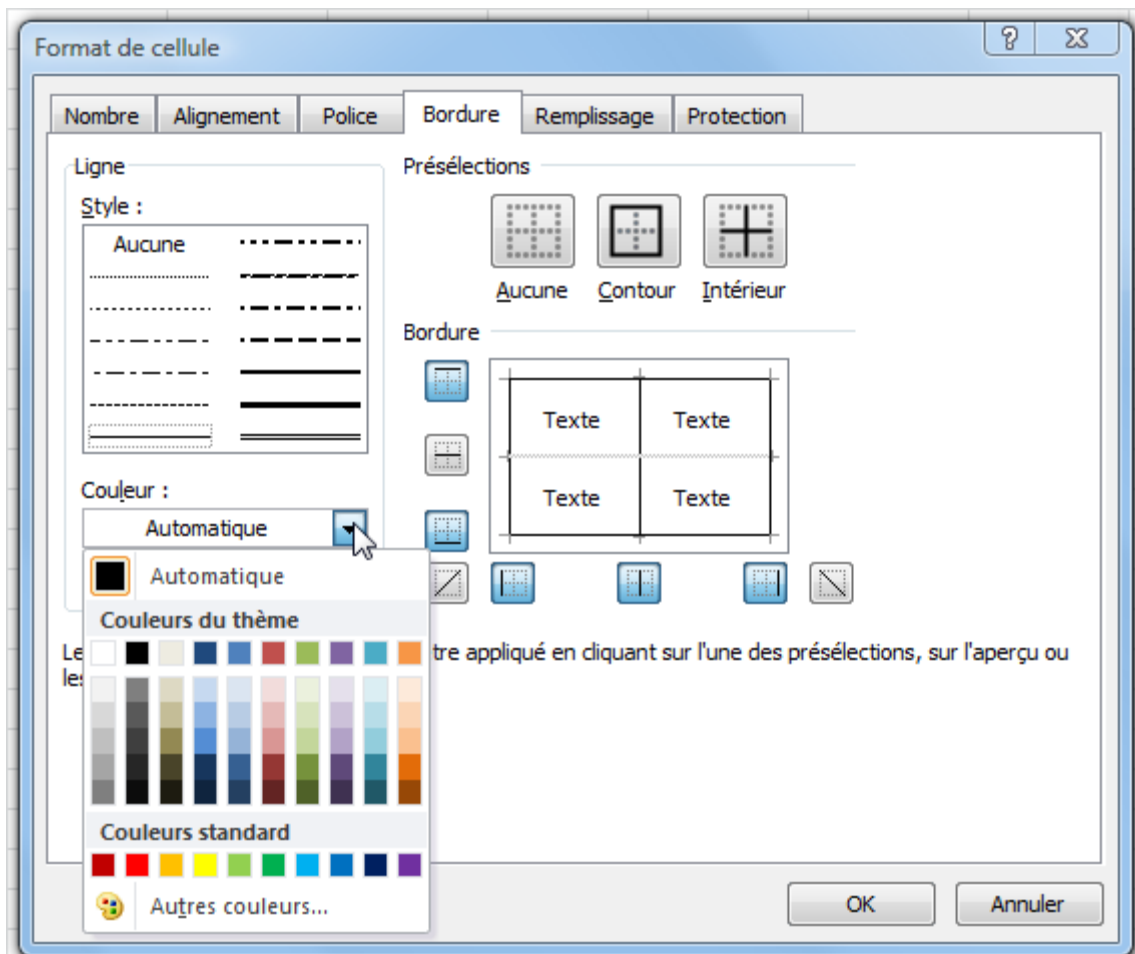 Format de cellule
Nombre Alignement Police Bordure Remplissage Protection
Ligne
Style :
Aucune
Couleur :
Automatique
Automatique
Couleurs du thème
Couleurs standard
Autres couleurs...
Présélections
Aucune Contour Intérieur
Bordure
Texte Texte
Texte Texte
Le tre appliqué en cliquant sur l'une des présélections, sur l'aperçu ou
les
OK Annuler